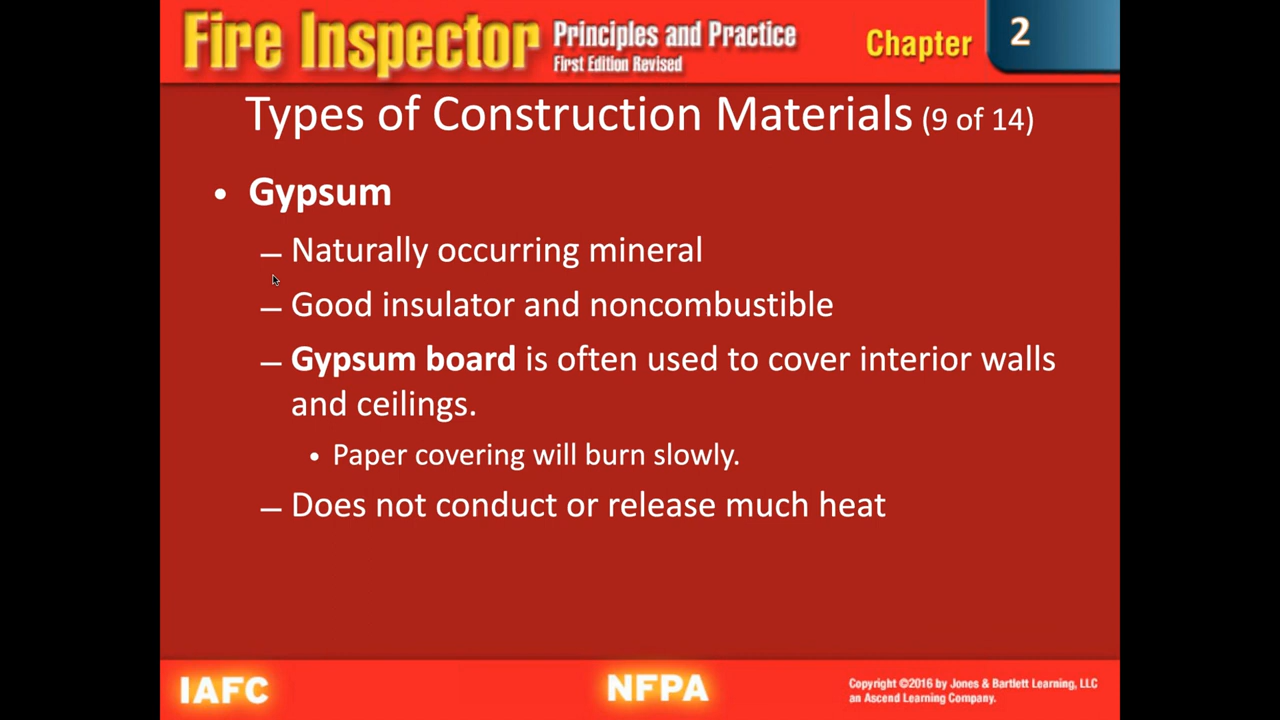 Fire Inspector Principles and Practice
First Edition Revised
Chapter 2
Types of Construction Materials (9 of 14)
• Gypsum
– Naturally occurring mineral
– Good insulator and noncombustible
– Gypsum board is often used to cover interior walls
and ceilings.
• Paper covering will burn slowly.
– Does not conduct or release much heat
IAFC
NFPA
Copyright ©2016 by Jones & Bartlett Learning, LLC
an Ascend Learning Company.